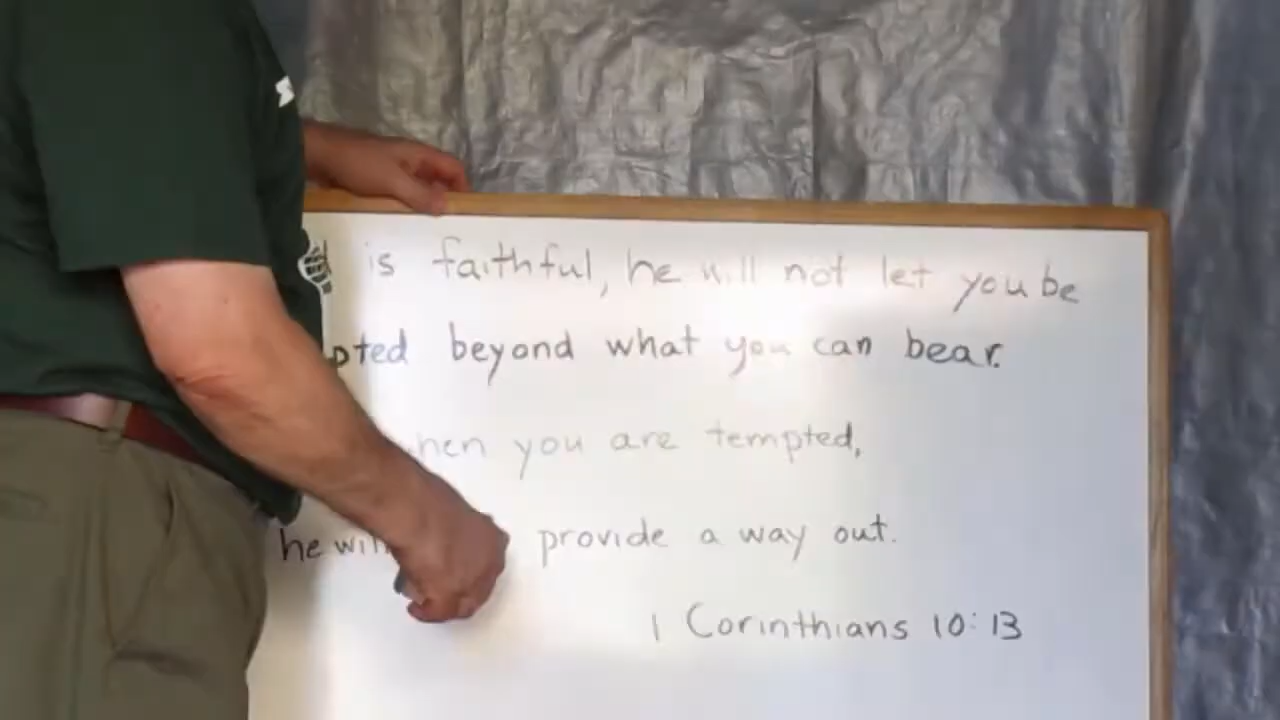 is faithful, he will not let you be
pted beyond what you can bear.
hen you are tempted,
he will provide a way out.
1 Corinthians 10:13